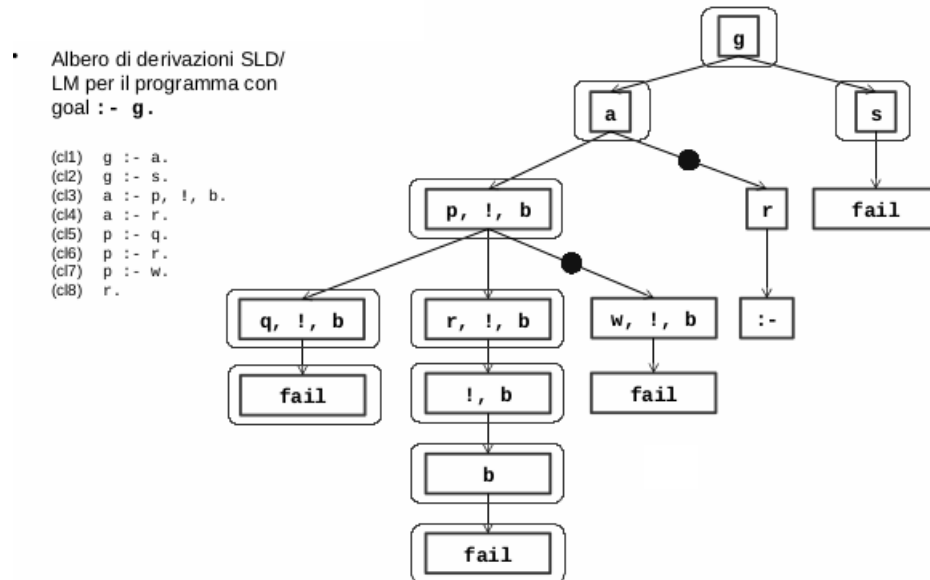 • Albero di derivazioni SLD/
LM per il programma con
goal :- g.
(cl1) g :- a.
(cl2) g :- s.
(cl3) a :- p, !, b.
(cl4) a :- r.
(cl5) p :- q.
(cl6) p :- r.
(cl7) p :- w.
(cl8) r.
g
a
s
p, !, b
r
fail
q, !, b
r, !, b
w, !, b
:-
fail
!, b
fail
b
fail